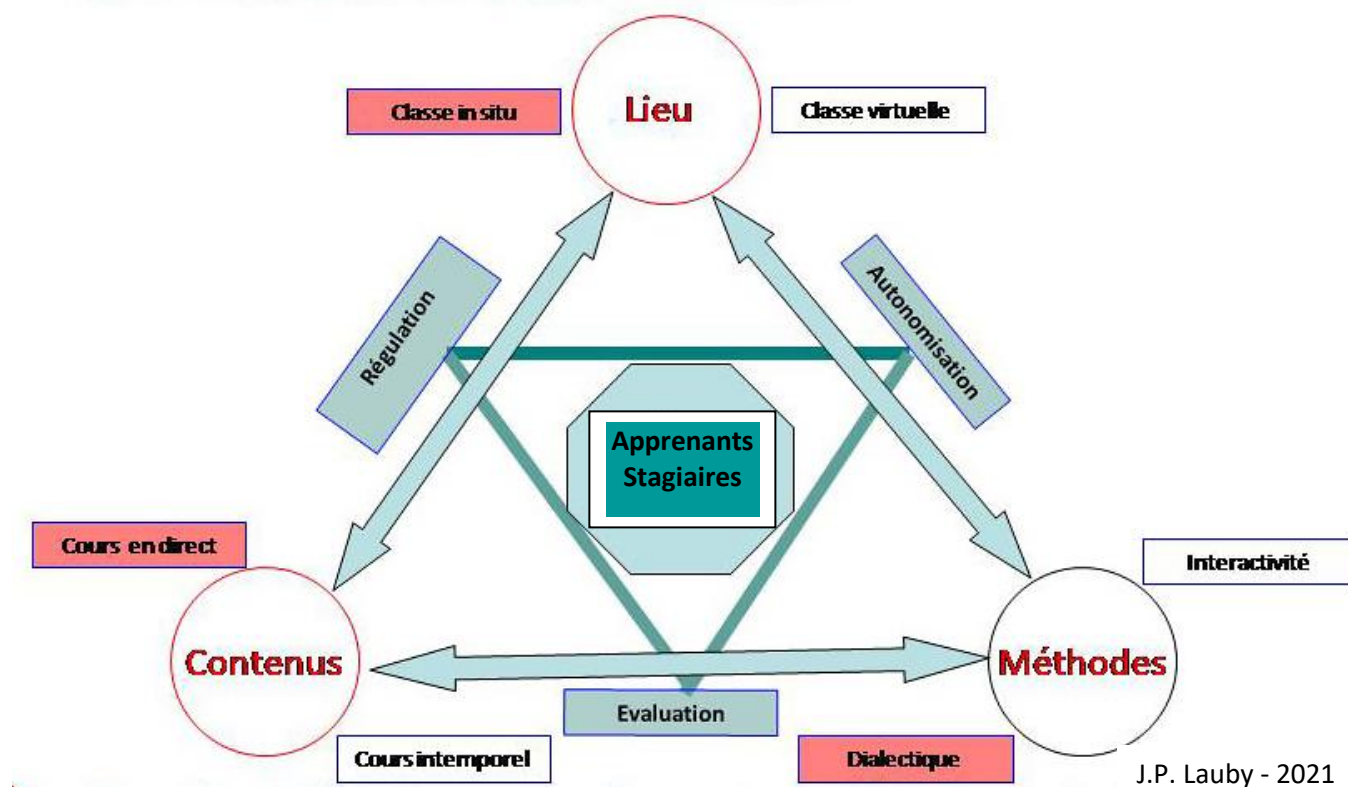 Classe in situ
Lieu
Classe virtuelle
Régulation
Autonomisation
Apprenants
Stagiaires
Cours en direct
Interactivité
Contenus
Méthodes
Evaluation
Cours intemporel
Dialectique
J.P. Lauby - 2021